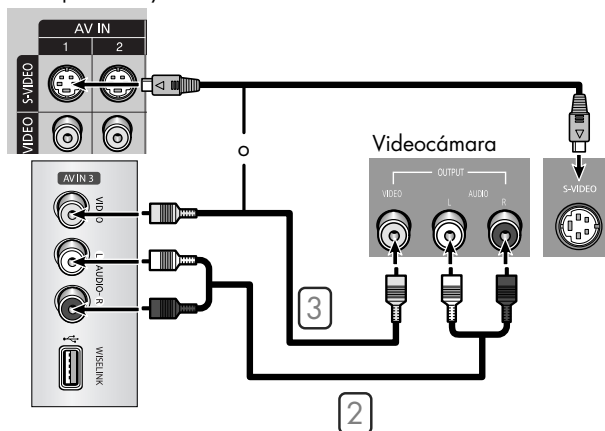 AV IN
1 2
S-VIDEO
VIDEO
o
Videocámara
OUTPUT
VIDEO AUDIO
L R
S-VIDEO
AV IN 3
VIDEO
L-AUDIO-R
WISELINK
3
2